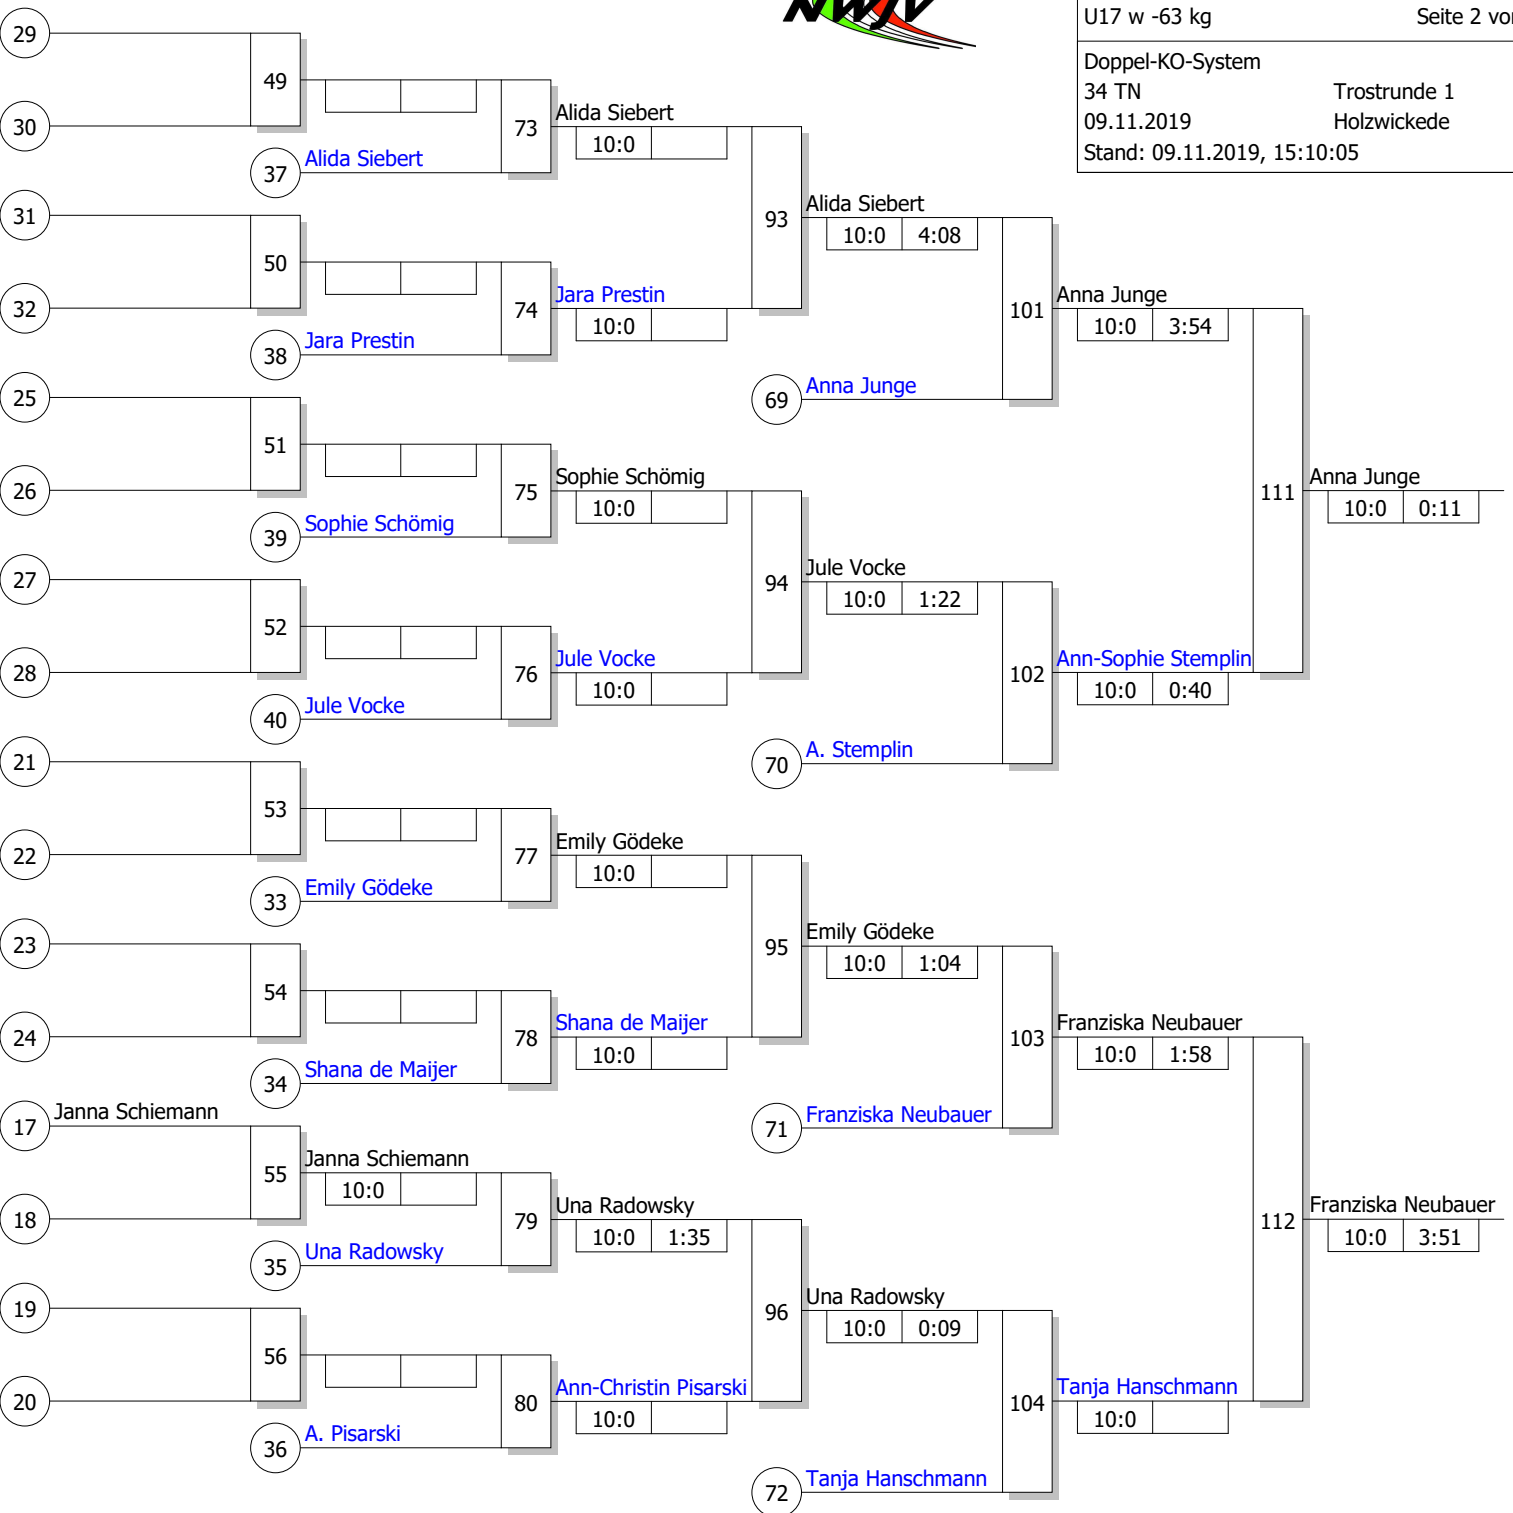 NWJV
U17 w -63 kg Seite 2 vor
Doppel-KO-System
34 TN Trostrunde 1
09.11.2019 Holzwickede
Stand: 09.11.2019, 15:10:05
29
49
30
73
Alida Siebert
10:0
37
Alida Siebert
93
Alida Siebert
10:0 4:08
31
50
32
74
Jara Prestin
10:0
38
Jara Prestin
101
Anna Junge
10:0 3:54
69
Anna Junge
25
51
26
75
Sophie Schömig
10:0
39
Sophie Schömig
111
Anna Junge
10:0 0:11
27
52
28
94
Jule Vocke
10:0 1:22
76
Jule Vocke
10:0
40
Jule Vocke
102
Ann-Sophie Stemplin
10:0 0:40
70
A. Stemplin
21
53
22
77
Emily Gödeke
10:0
33
Emily Gödeke
95
Emily Gödeke
10:0 1:04
23
54
24
78
Shana de Maijer
10:0
34
Shana de Maijer
103
Franziska Neubauer
10:0 1:58
71
Franziska Neubauer
17
Janna Schiemann
55
Janna Schiemann
10:0
18
79
Una Radowsky
10:0 1:35
35
Una Radowsky
112
Franziska Neubauer
10:0 3:51
19
56
20
96
Una Radowsky
10:0 0:09
80
Ann-Christin Pisarski
10:0
36
A. Pisarski
104
Tanja Hanschmann
10:0
72
Tanja Hanschmann